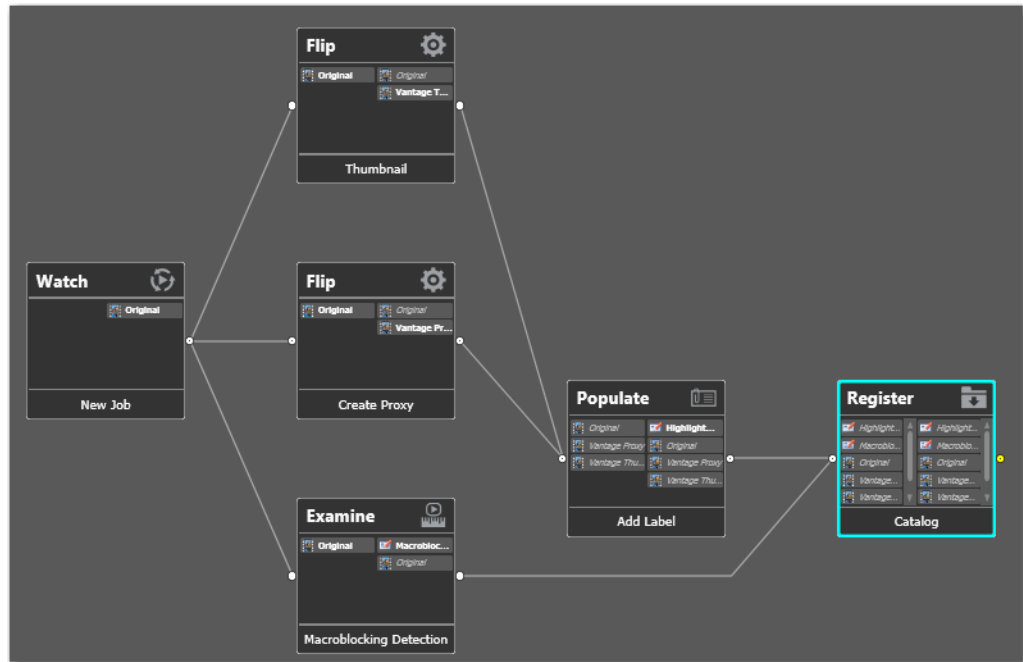 Flip
Original
Original
Vantage T...
Thumbnail
Watch
Original
New Job
Flip
Original
Original
Vantage Pr...
Create Proxy
Populate
Original
Highlight...
Vantage Proxy
Original
Vantage Thu...
Vantage Proxy
Vantage Thu...
Add Label
Register
Highlight...
Highlight...
Macroblo...
Macroblo...
Original
Original
Vantage...
Vantage...
Vantage...
Vantage...
Catalog
Examine
Original
Macrobloc...
Original
Macroblocking Detection